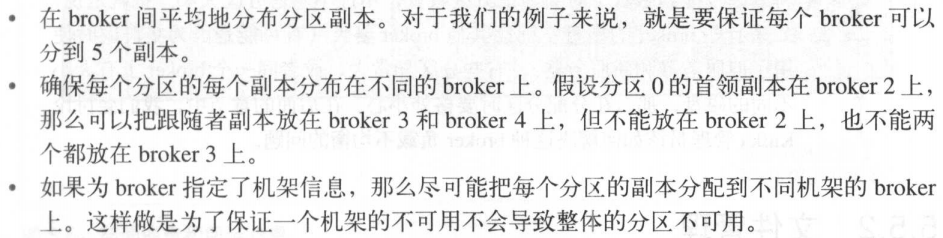 • 在 broker 间平均地分布分区副本。对于我们的例子来说，就是要保证每个 broker 可以
分到 5 个副本。
• 确保每个分区的每个副本分布在不同的 broker 上。假设分区 0 的首领副本在 broker 2 上，
那么可以把跟随者副本放在 broker 3 和 broker 4 上，但不能放在 broker 2 上，也不能两
个都放在 broker 3 上。
• 如果为 broker 指定了机架信息，那么尽可能把每个分区的副本分配到不同机架的 broker
上。这样做是为了保证一个机架的不可用不会导致整体的分区不可用。